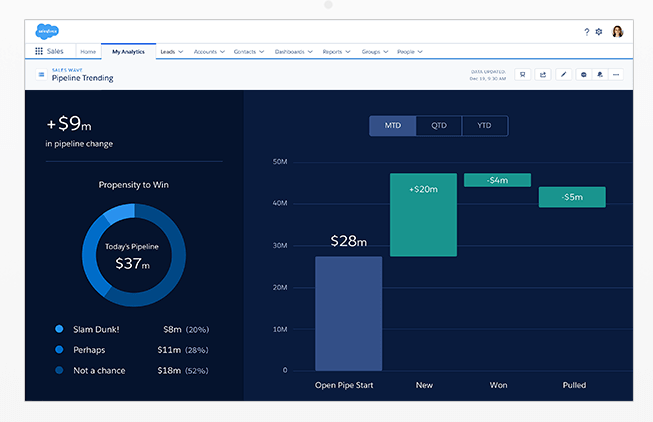 salesforce
Sales
Home
My Analytics
Leads
Accounts
Contacts
Dashboards
Reports
Groups
People
SALES WAVE
Pipeline Trending
DATA UPDATED:
Dec 13, 9:30 AM
+$9m
in pipeline change
Propensity to Win
Today's Pipeline
$37m
Slam Dunk! $8m (20%)
Perhaps $11m (28%)
Not a chance $18m (52%)
MTD QTD YTD
50M
40M
30M
20M
10M
0
$28m
+$20m
-$4m
-$5m
Open Pipe Start New Won Pulled